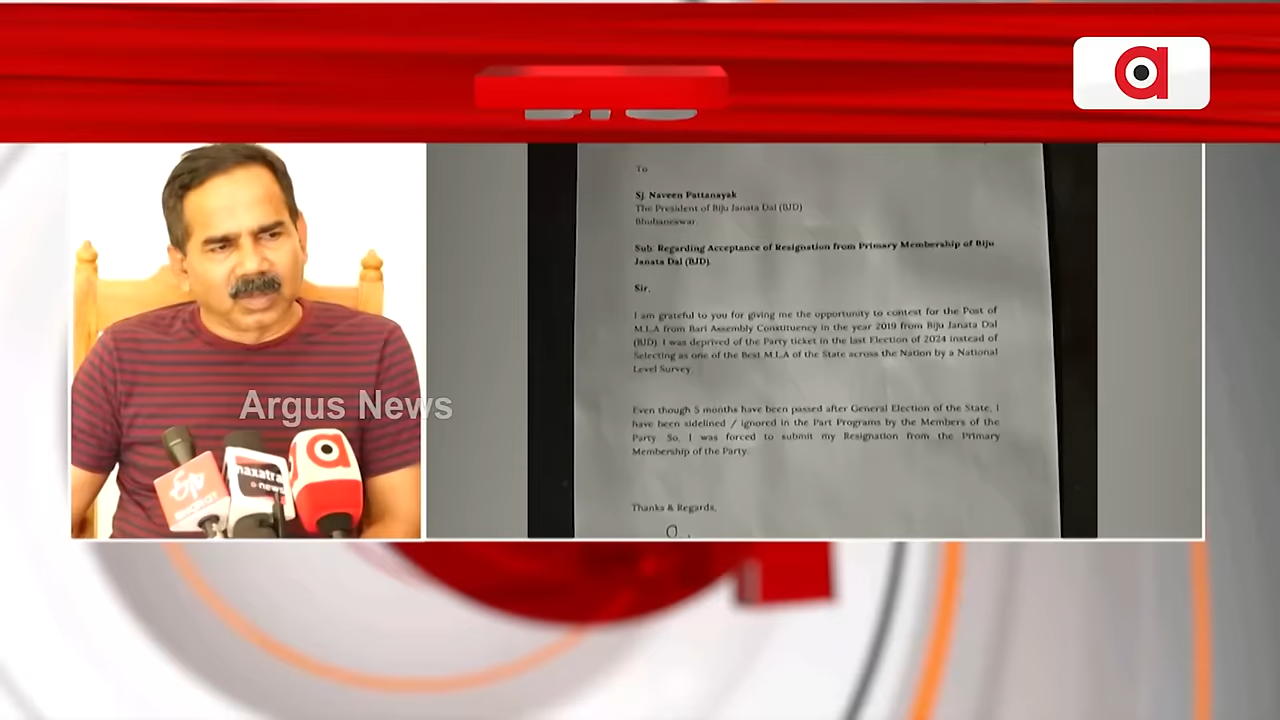 To
Sj. Naveen Pattanayak
The President of Biju Janata Dal (BJD)
Bhubaneswar.
Sub: Regarding Acceptance of Resignation from Primary Membership of Biju
Janata Dal (BJD).
Sir,
I am grateful to you for giving me the opportunity to contest for the Post of
M.L.A from Bari Assembly Constituency in the year 2019 from Biju Janata Dal
(BJD). I was deprived of the Party ticket in the last Election of 2024 instead of
Selecting as one of the Best M.L.A of the State across the Nation by a National
Level Survey.
Even though 5 months have been passed after General Election of the State, I
have been sidelined / ignored in the Part Programs by the Members of the
Party. So, I was forced to submit my Resignation from the Primary
Membership of the Party.
Thanks & Regards,
Argus News
news